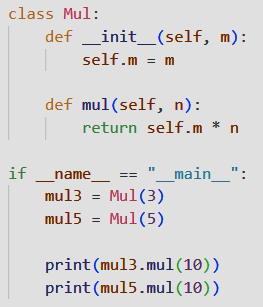 class Mul:
    def __init__(self, m):
        self.m = m

    def mul(self, n):
        return self.m * n

if __name__ == "__main__":
    mul3 = Mul(3)
    mul5 = Mul(5)

    print(mul3.mul(10))
    print(mul5.mul(10))